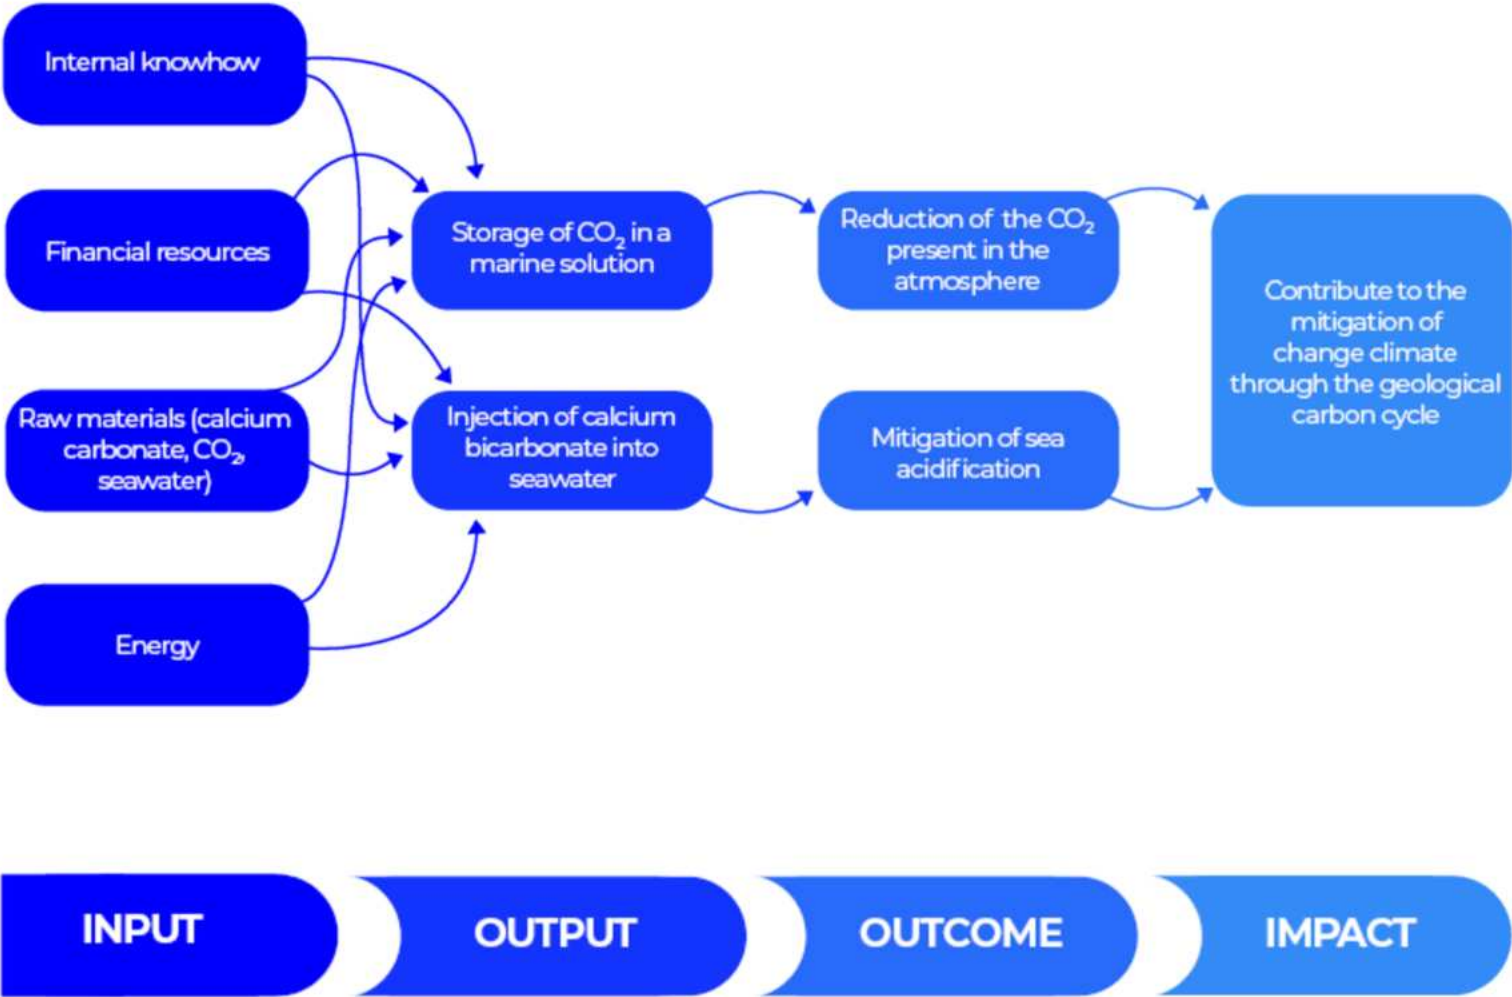 Internal knowhow
Financial resources
Raw materials (calcium
carbonate, CO₂,
seawater)
Energy
Storage of CO₂ in a
marine solution
Injection of calcium
bicarbonate into
seawater
Reduction of the CO₂
present in the
atmosphere
Mitigation of sea
acidification
Contribute to the
mitigation of
change climate
through the geological
carbon cycle
INPUT
OUTPUT
OUTCOME
IMPACT